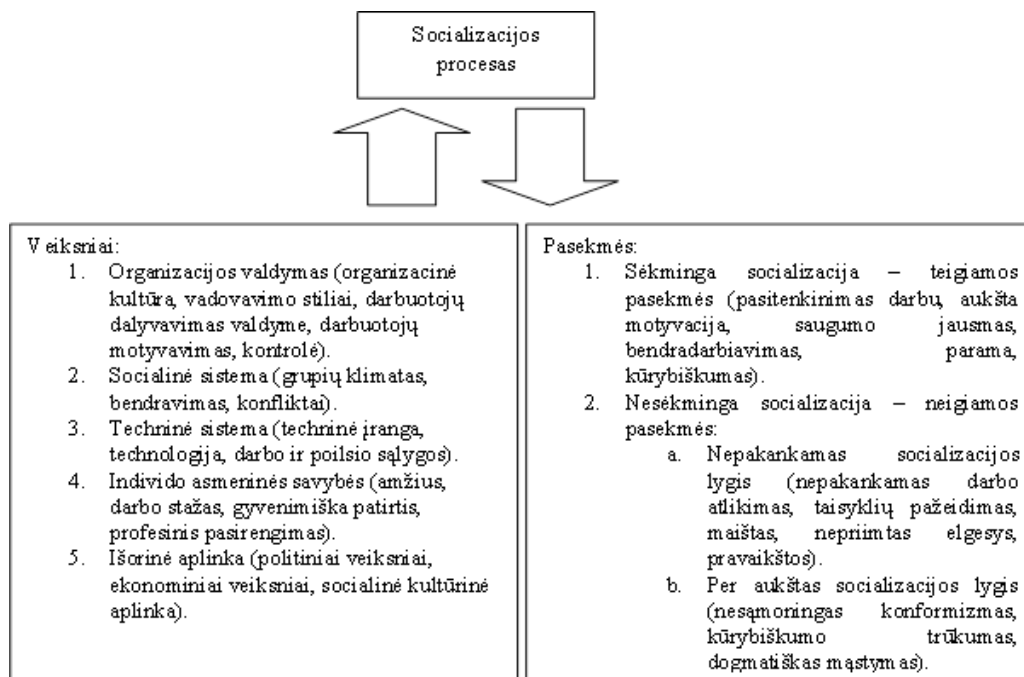 Socializacijos
procesas
Veiksniai:
1. Organizacijos valdymas (organizacinė
kultūra, vadovavimo stiliai, darbuotojų
dalyvavimas valdyme, darbuotojų
motyvavimas, kontrolė).
2. Socialinė sistema (grupių klimatas,
bendravimas, konfliktai).
3. Techninė sistema (techninė įranga,
technologija, darbo ir poilsio sąlygos).
4. Individo asmeninės savybės (amžius,
darbo stažas, gyvenimiška patirtis,
profesinis pasirengimas).
5. Išorinė aplinka (politiniai veiksniai,
ekonominiai veiksniai, socialinė kultūrinė
aplinka).
Pasekmės:
1. Sėkminga socializacija – teigiamos
pasekmės (pasitenkinimas darbu, aukšta
motyvacija, saugumo jausmas,
bendradarbiavimas, parama,
kūrybiškumas).
2. Nesėkminga socializacija – neigiamos
pasekmės:
a. Nepakankamas socializacijos
lygis (nepakankamas darbo
atlikimas, taisyklių pažeidimas,
maištas, nepriimtas elgesys,
pravaikštos).
b. Per aukštas socializacijos lygis
(nesąmoningas konformizmas,
kūrybiškumo trūkumas,
dogmatiškas mąstymas).